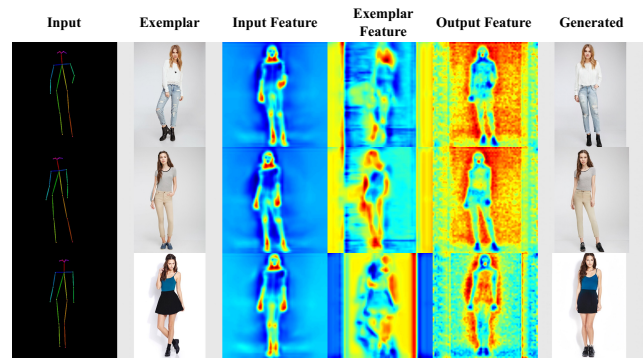 Input
Exemplar
Input Feature
Exemplar
Feature
Output Feature
Generated